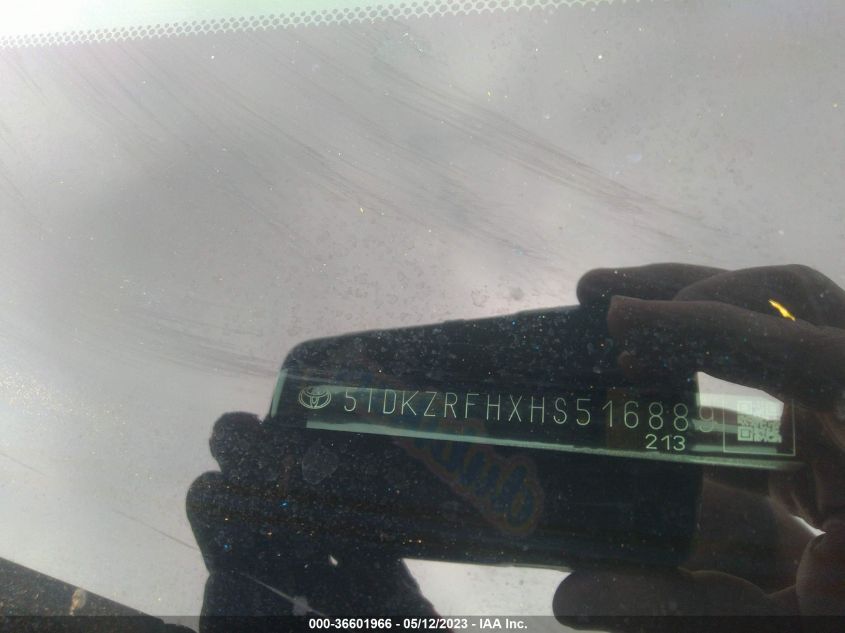 5TDKZRFHXHS516889
213
000-36601966 - 05/12/2023 - IAA Inc.